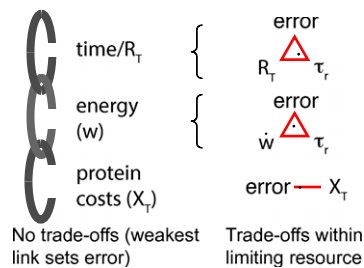 error
time/R_T
R_T τ_r
error
energy
(w)
ẇ τ_r
protein
costs (X_T)
error X_T
No trade-offs (weakest
link sets error)
Trade-offs within
limiting resource